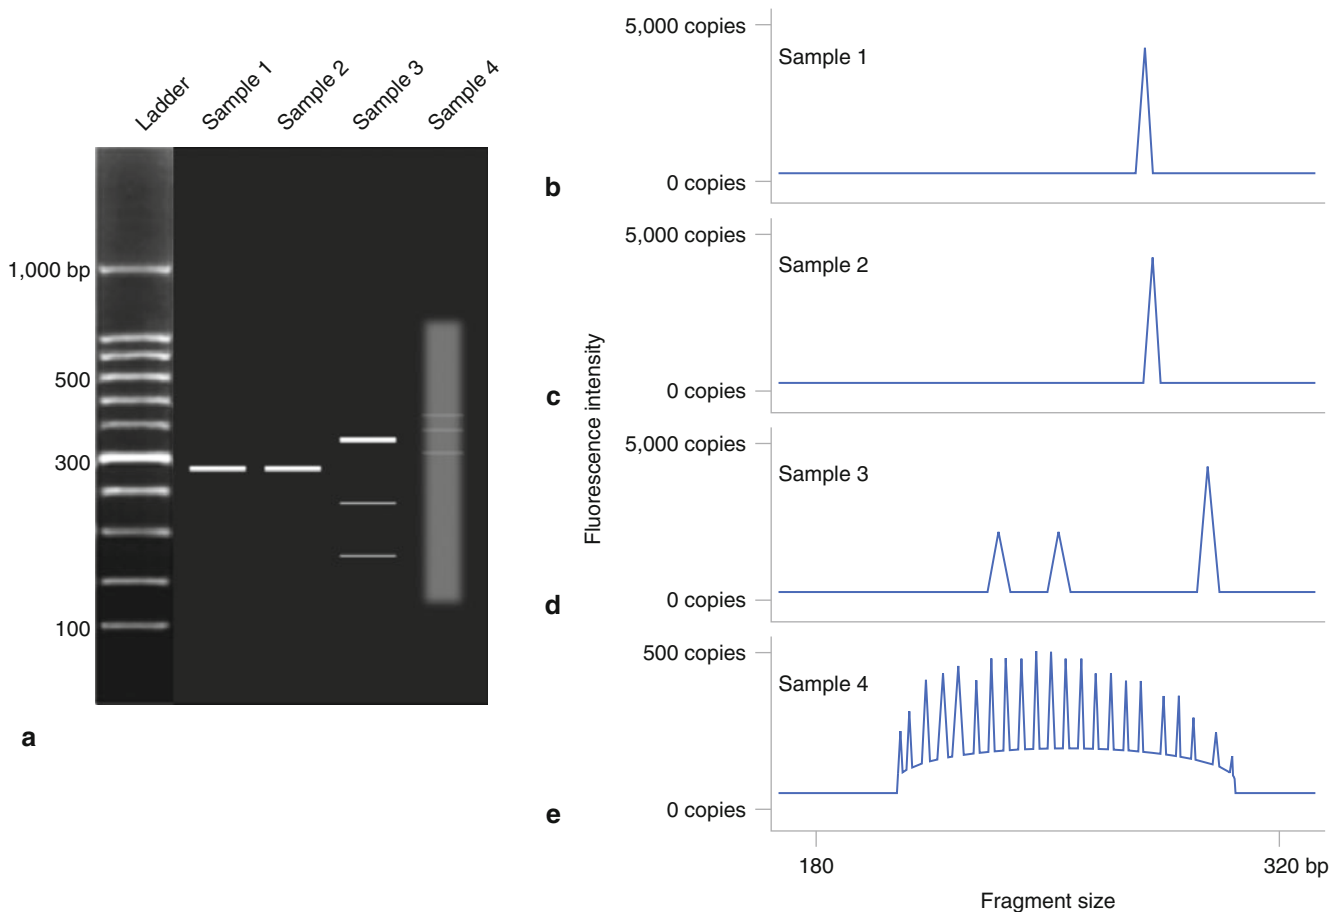 Ladder
Sample 1
Sample 2
Sample 3
Sample 4
1,000 bp
500
300
100
a
5,000 copies
Sample 1
0 copies
b
5,000 copies
Sample 2
0 copies
c
Fluorescence intensity
5,000 copies
Sample 3
0 copies
d
500 copies
Sample 4
0 copies
e
180
320 bp
Fragment size